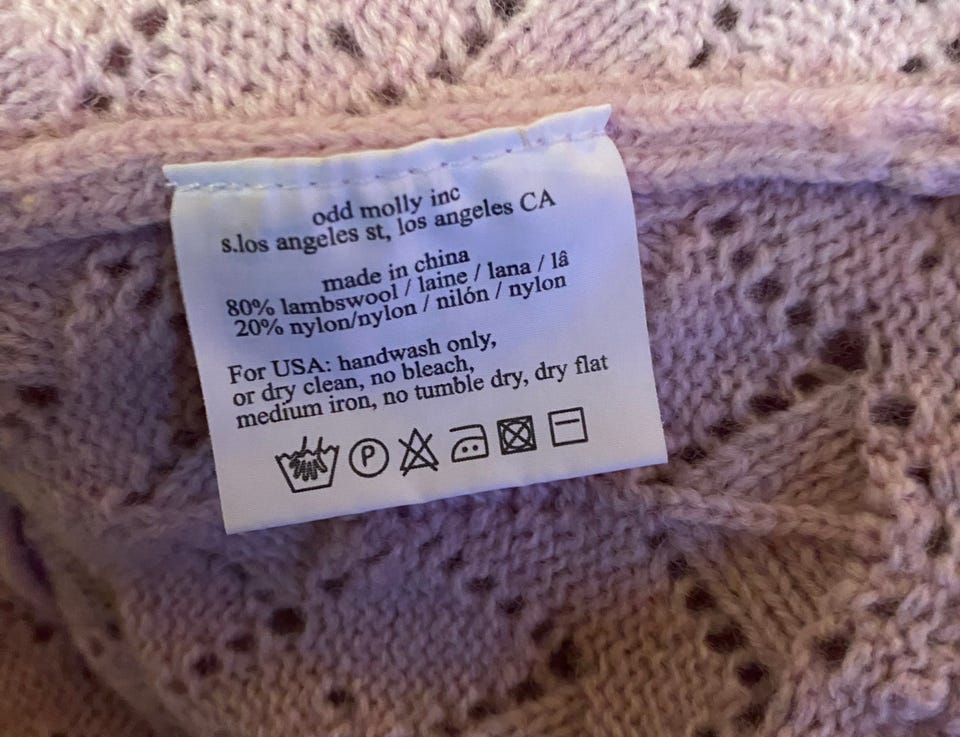 odd molly inc
s.los angeles st, los angeles CA
made in china
80% lambswool / laine / lana / lâ
20% nylon/nylon / nilón / nylon
For USA: handwash only,
or dry clean, no bleach,
medium iron, no tumble dry, dry flat
P